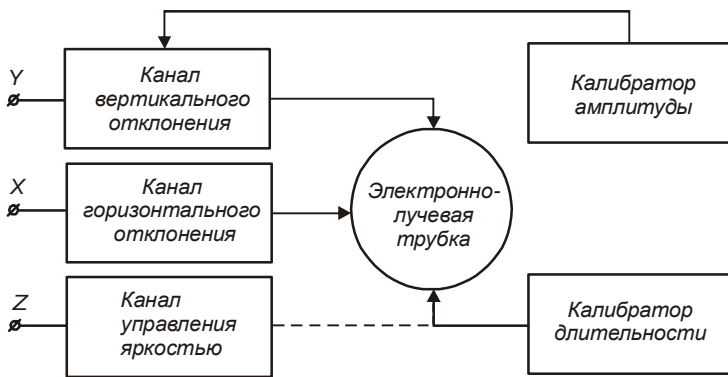 Y
Канал
вертикального
отклонения
Калибратор
амплитуды
X
Канал
горизонтального
отклонения
Электронно-
лучевая
трубка
Z
Канал
управления
яркостью
Калибратор
длительности